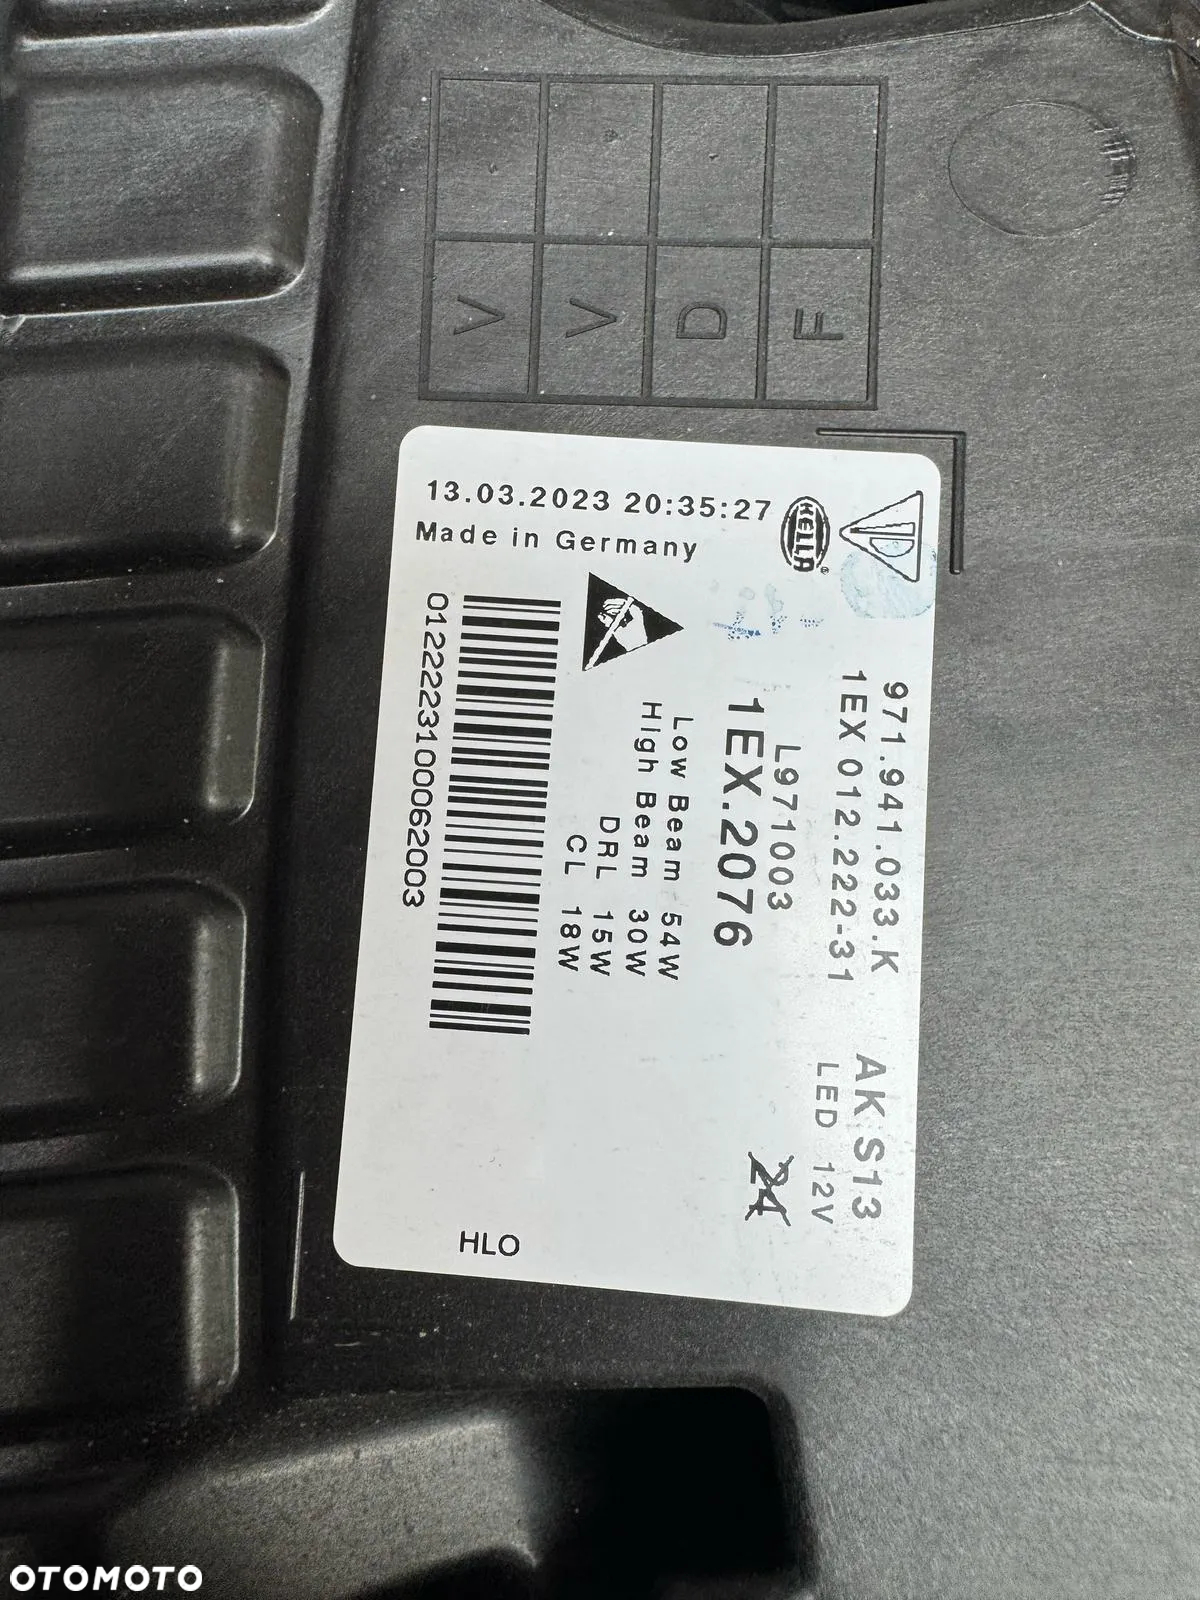 V V D F
13.03.2023 20:35:27
Made in Germany
HELLA
®
971.941.033.K
1EX 012.222-31
AK S13
LED 12V
L971003
1EX.2076
24
Low Beam 54W
High Beam 30W
DRL 15W
CL 18W
012222310062003
HLO
OTOMOTO